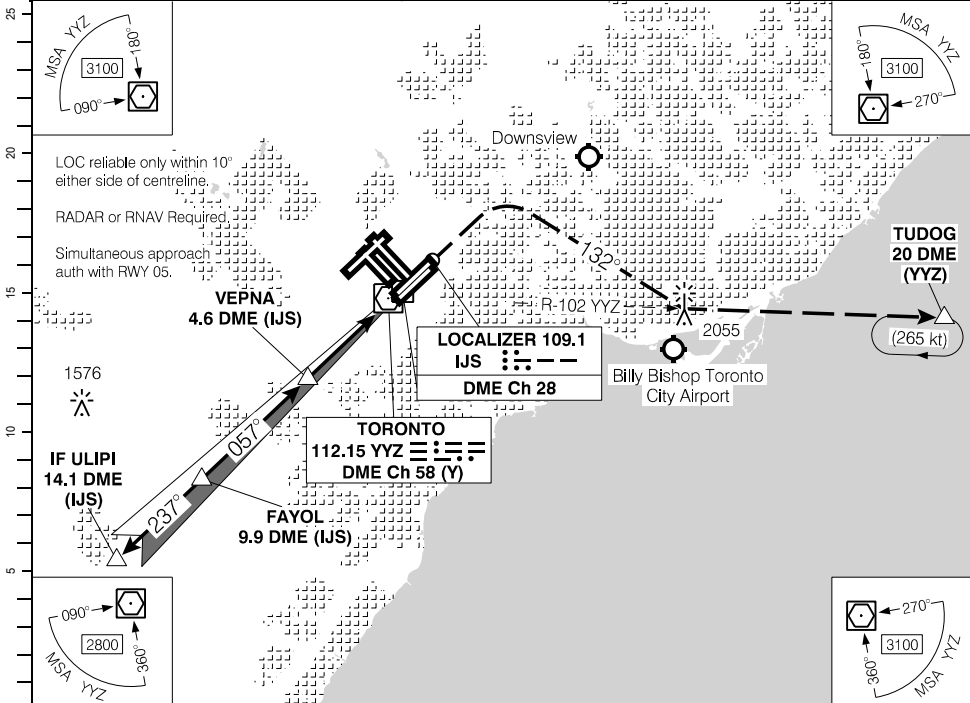 25
20
15
10
5
MSA YYZ
180°
3100
090°
MSA YYZ
180°
3100
270°
LOC reliable only within 10°
either side of centreline.
RADAR or RNAV Required.
Simultaneous approach
auth with RWY 05.
Downsview
132°
TUDOG
20 DME
(YYZ)
VEPNA
4.6 DME (IJS)
R-102 YYZ
2055
(265 kt)
LOCALIZER 109.1
IJS
DME Ch 28
Billy Bishop Toronto
City Airport
1576
TORONTO
112.15 YYZ
DME Ch 58 (Y)
057°
IF ULIPI
14.1 DME
(IJS)
237°
FAYOL
9.9 DME (IJS)
090°
2800
360°
MSA YYZ
270°
3100
360°
MSA YYZ